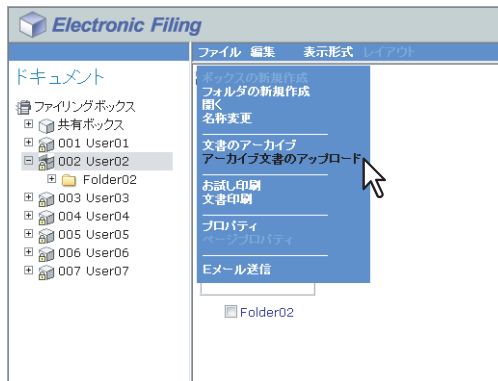 Electronic Filing
ファイル 編集 表示形式 レイアウト
ドキュメント
ファイリングボックス
共有ボックス
001 User01
002 User02
Folder02
003 User03
004 User04
005 User05
006 User06
007 User07
ボックスの新規作成
フォルダの新規作成
開く
名称変更
文書のアーカイブ
アーカイブ文書のアップロード
お試し印刷
文書印刷
プロパティ
ページプロパティ
Eメール送信
Folder02